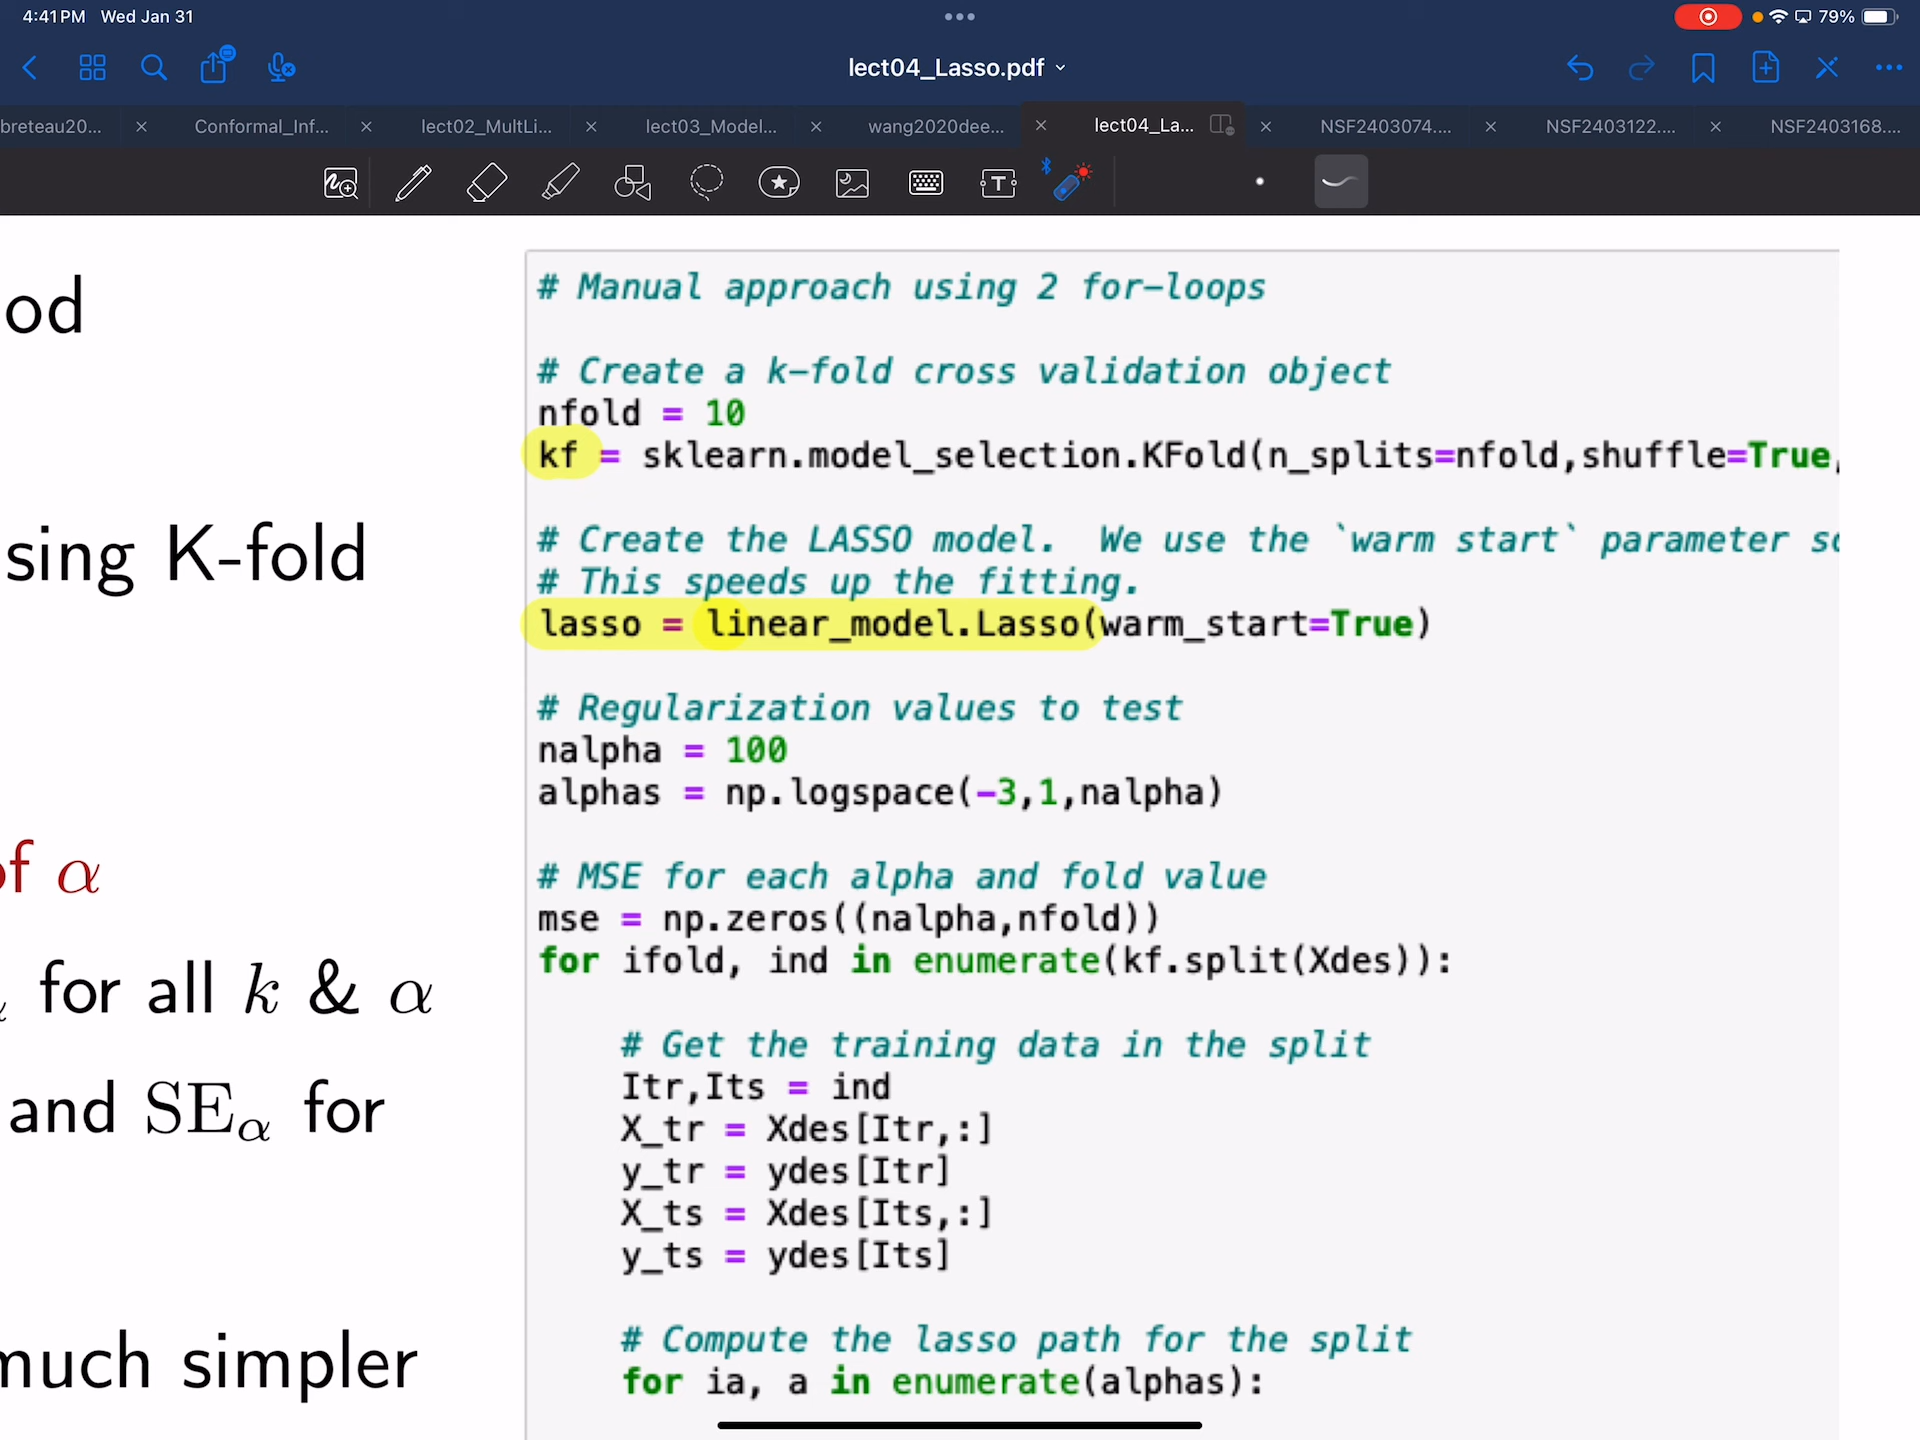 4:41 PM Wed Jan 31
79%
lect04_Lasso.pdf
breteau20...
Conformal_Inf...
lect02_MultLi...
lect03_Model...
wang2020dee...
lect04_La...
NSF2403074....
NSF2403122....
NSF2403168....
od
sing K-fold
of α
α for all k & α
and SEα for
much simpler
# Manual approach using 2 for-loops
# Create a k-fold cross validation object
nfold = 10
kf = sklearn.model_selection.KFold(n_splits=nfold,shuffle=True,
# Create the LASSO model.  We use the `warm start` parameter so
# This speeds up the fitting.
lasso = linear_model.Lasso(warm_start=True)
# Regularization values to test
nalpha = 100
alphas = np.logspace(-3,1,nalpha)
# MSE for each alpha and fold value
mse = np.zeros((nalpha,nfold))
for ifold, ind in enumerate(kf.split(Xdes)):
# Get the training data in the split
Itr,Its = ind
X_tr = Xdes[Itr,:]
y_tr = ydes[Itr]
X_ts = Xdes[Its,:]
y_ts = ydes[Its]
# Compute the lasso path for the split
for ia, a in enumerate(alphas):